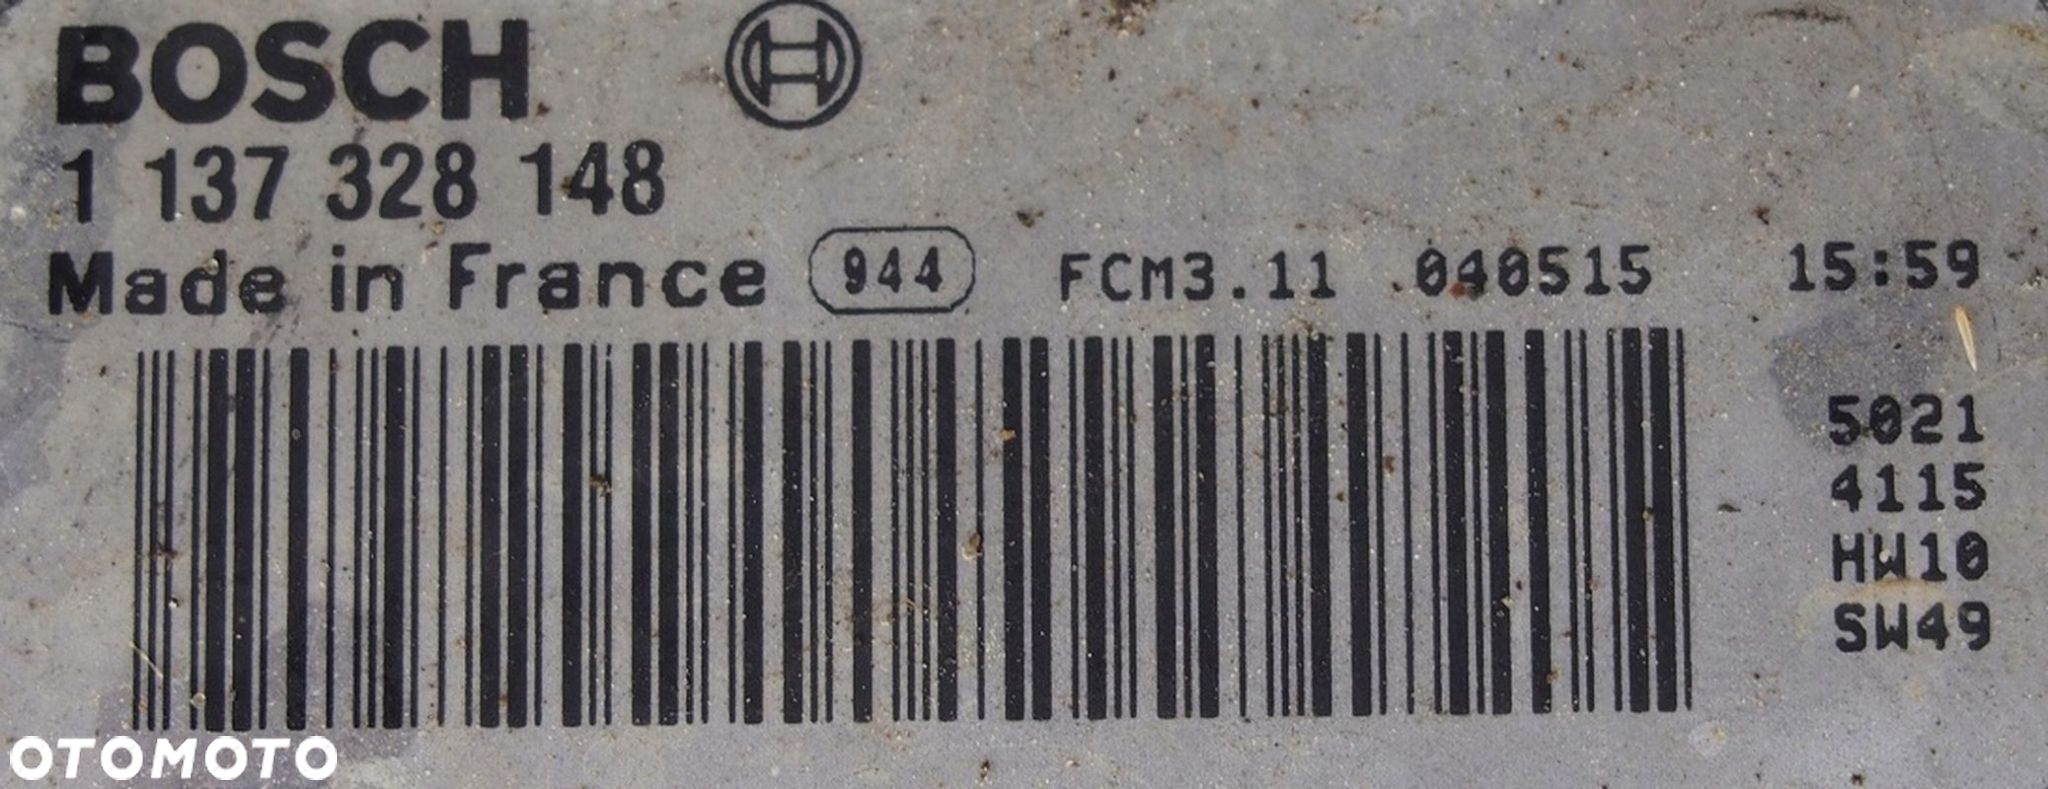 BOSCH
1 137 328 148
Made in France 944 FCM3.11 040515 15:59
5021
4115
HW10
SW49
OTOMOTO